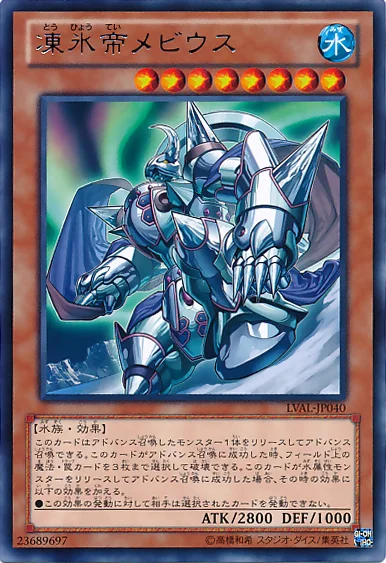 凍氷帝メビウス
とう ひょう てい
水
みず
LVAL-JP040
【水族・効果】
このカードはアドバンス召喚したモンスター1体をリリースしてアドバンス
召喚できる。このカードがアドバンス召喚に成功した時、フィールド上の
魔法・罠カードを3枚まで選択して破壊できる。このカードが水属性モン
スターをリリースしてアドバンス召喚に成功した場合、その時の効果に
以下の効果を加える。
●この効果の発動に対して相手は選択されたカードを発動できない。
ATK/2800 DEF/1000
23689697
©高橋和希 スタジオ・ダイス/集英社